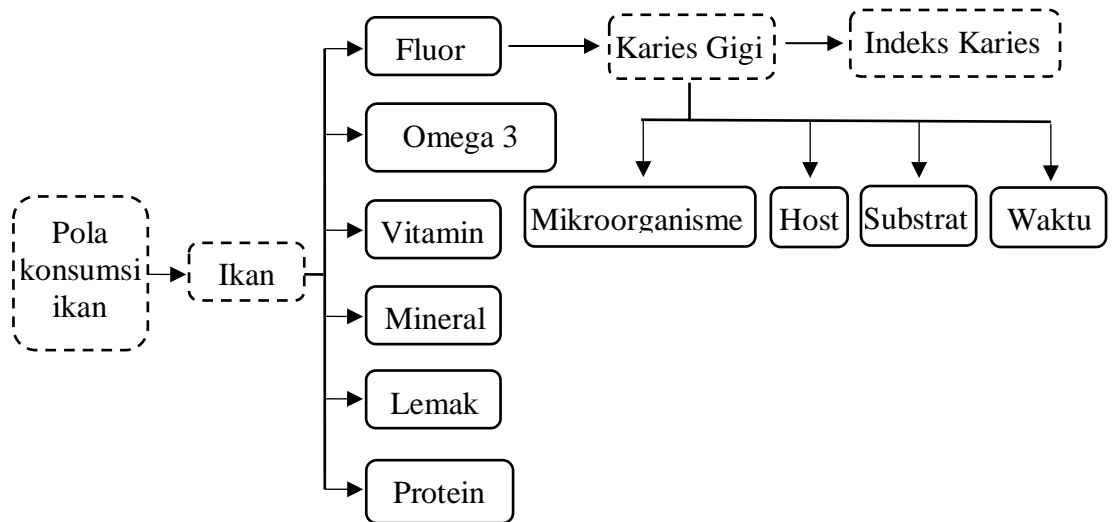 Fluor
Karies Gigi
Indeks Karies
Omega 3
Mikroorganisme
Host
Substrat
Waktu
Pola
konsumsi
ikan
Ikan
Vitamin
Mineral
Lemak
Protein